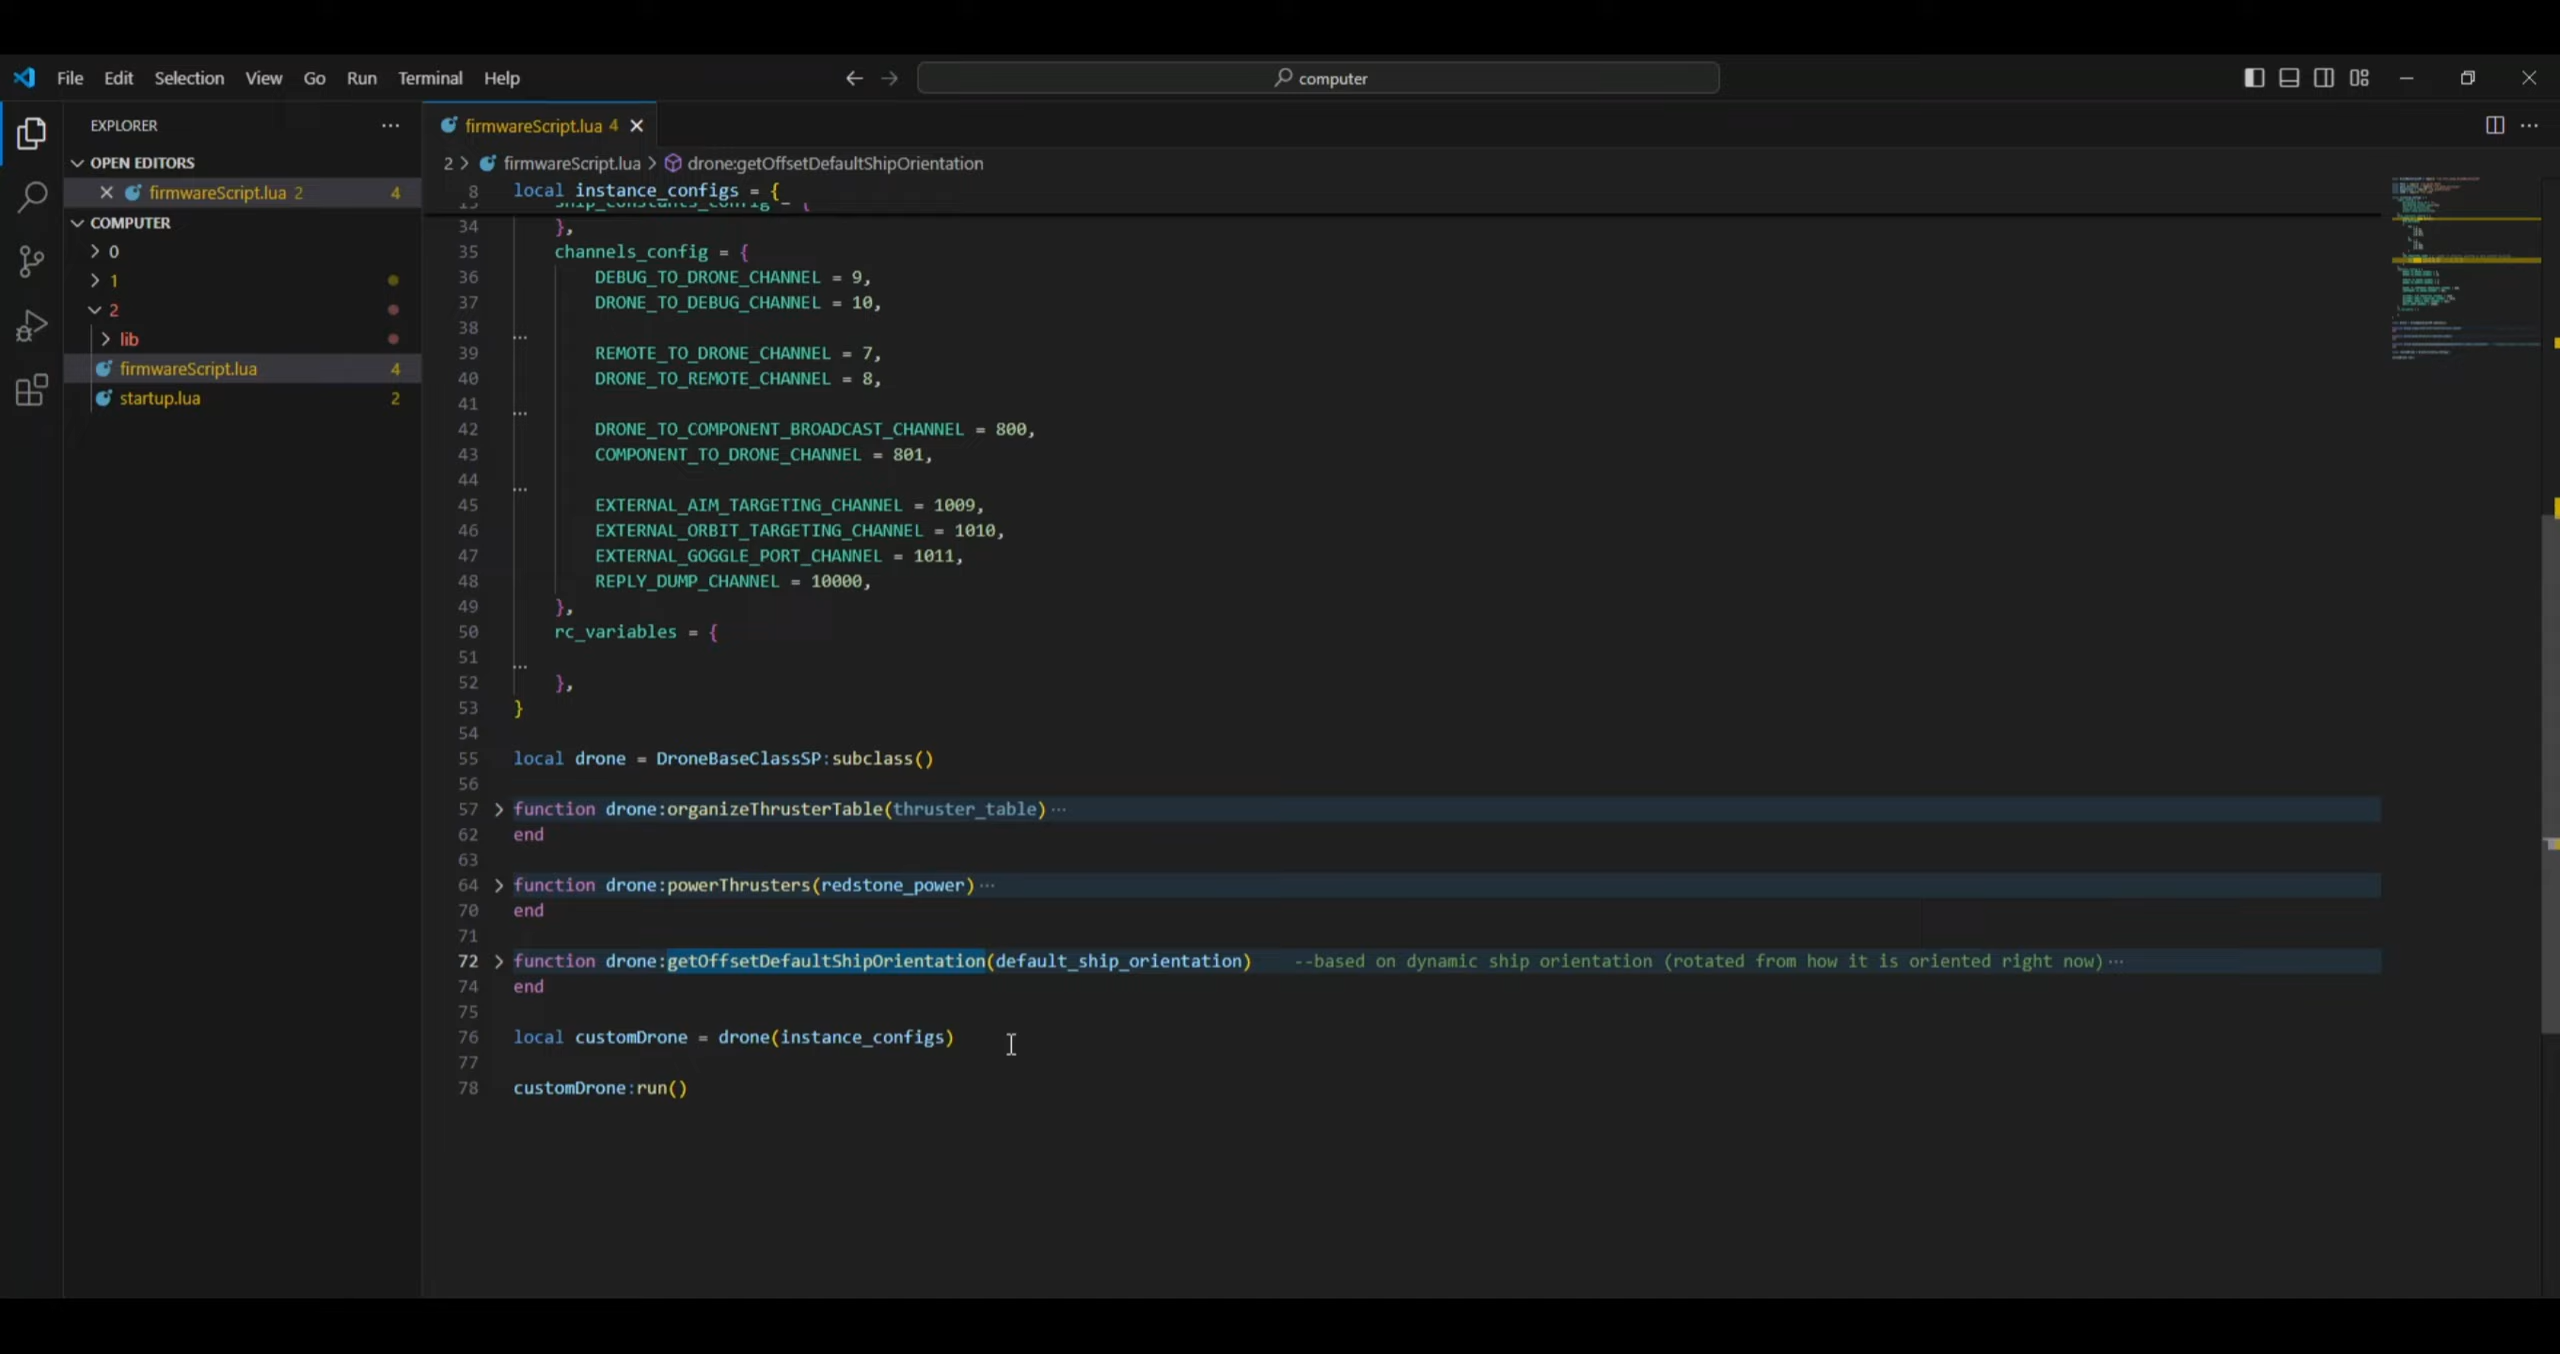 File Edit Selection View Go Run Terminal Help
computer
EXPLORER
OPEN EDITORS
firmwareScript.lua 2 4
COMPUTER
0
1
2
lib
firmwareScript.lua 4
startup.lua 2
firmwareScript.lua 4
2 > firmwareScript.lua > drone:getOffsetDefaultShipOrientation
8 local instance_configs = {
34 },
35 channels_config = {
36 DEBUG_TO_DRONE_CHANNEL = 9,
37 DRONE_TO_DEBUG_CHANNEL = 10,
38
39 REMOTE_TO_DRONE_CHANNEL = 7,
40 DRONE_TO_REMOTE_CHANNEL = 8,
41
42 DRONE_TO_COMPONENT_BROADCAST_CHANNEL = 800,
43 COMPONENT_TO_DRONE_CHANNEL = 801,
44
45 EXTERNAL_AIM_TARGETING_CHANNEL = 1009,
46 EXTERNAL_ORBIT_TARGETING_CHANNEL = 1010,
47 EXTERNAL_GOGGLE_PORT_CHANNEL = 1011,
48 REPLY_DUMP_CHANNEL = 10000,
49 },
50 rc_variables = {
51
52 },
53 }
54
55 local drone = DroneBaseClassSP:subclass()
56
57 > function drone:organizeThrusterTable(thruster_table)···
62 end
63
64 > function drone:powerThrusters(redstone_power)···
70 end
71
72 > function drone:getOffsetDefaultShipOrientation(default_ship_orientation) --based on dynamic ship orientation (rotated from how it is oriented right now)···
74 end
75
76 local customDrone = drone(instance_configs)
77
78 customDrone:run()